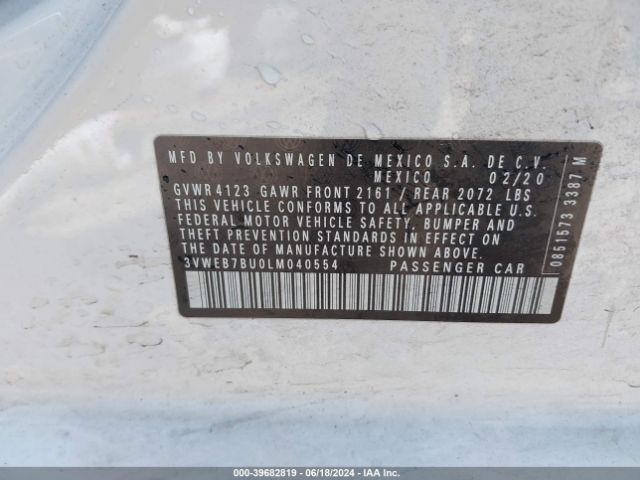 MFD BY VOLKSWAGEN DE MEXICO S.A. DE C.V.
MEXICO 02/20
GVWR 4123 GAWR FRONT 2161 / REAR 2072 LBS
THIS VEHICLE CONFORMS TO ALL APPLICABLE U.S.
FEDERAL MOTOR VEHICLE SAFETY, BUMPER AND
THEFT PREVENTION STANDARDS IN EFFECT ON
THE DATE OF MANUFACTURE SHOWN ABOVE.
3VWEB7BU0LM040554 PASSENGER CAR
0851573 3387 M
000-39682819 - 06/18/2024 - IAA Inc.